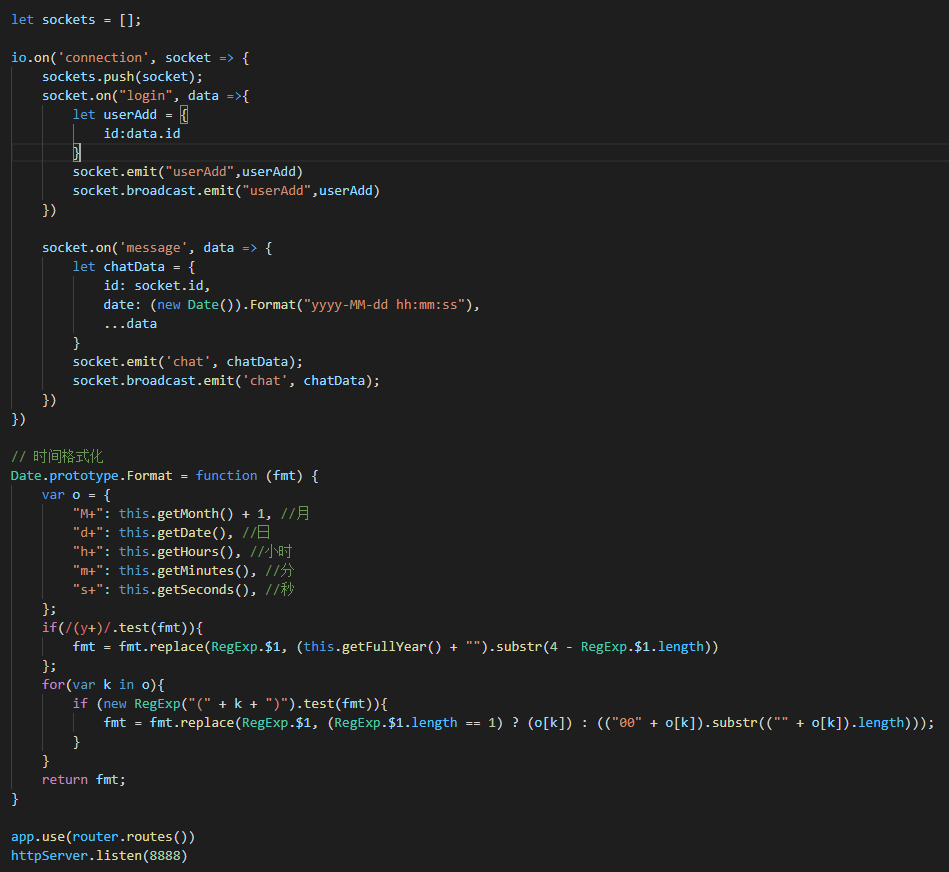 let sockets = [];
io.on('connection', socket => {
    sockets.push(socket);
    socket.on("login", data =>{
        let userAdd = {
            id:data.id
        }
        socket.emit("userAdd",userAdd)
        socket.broadcast.emit("userAdd",userAdd)
    })
    socket.on('message', data => {
        let chatData = {
            id: socket.id,
            date: (new Date()).Format("yyyy-MM-dd hh:mm:ss"),
            ...data
        }
        socket.emit('chat', chatData);
        socket.broadcast.emit('chat', chatData);
    })
})
// 时间格式化
Date.prototype.Format = function (fmt) {
    var o = {
        "M+": this.getMonth() + 1, //月
        "d+": this.getDate(), //日
        "h+": this.getHours(), //小时
        "m+": this.getMinutes(), //分
        "s+": this.getSeconds(), //秒
    };
    if(/(y+)/.test(fmt)){
        fmt = fmt.replace(RegExp.$1, (this.getFullYear() + "").substr(4 - RegExp.$1.length))
    };
    for(var k in o){
        if (new RegExp("(" + k + ")").test(fmt)){
            fmt = fmt.replace(RegExp.$1, (RegExp.$1.length == 1) ? (o[k]) : (("00" + o[k]).substr(("" + o[k]).length)));
        }
    }
    return fmt;
}
app.use(router.routes())
httpServer.listen(8888)